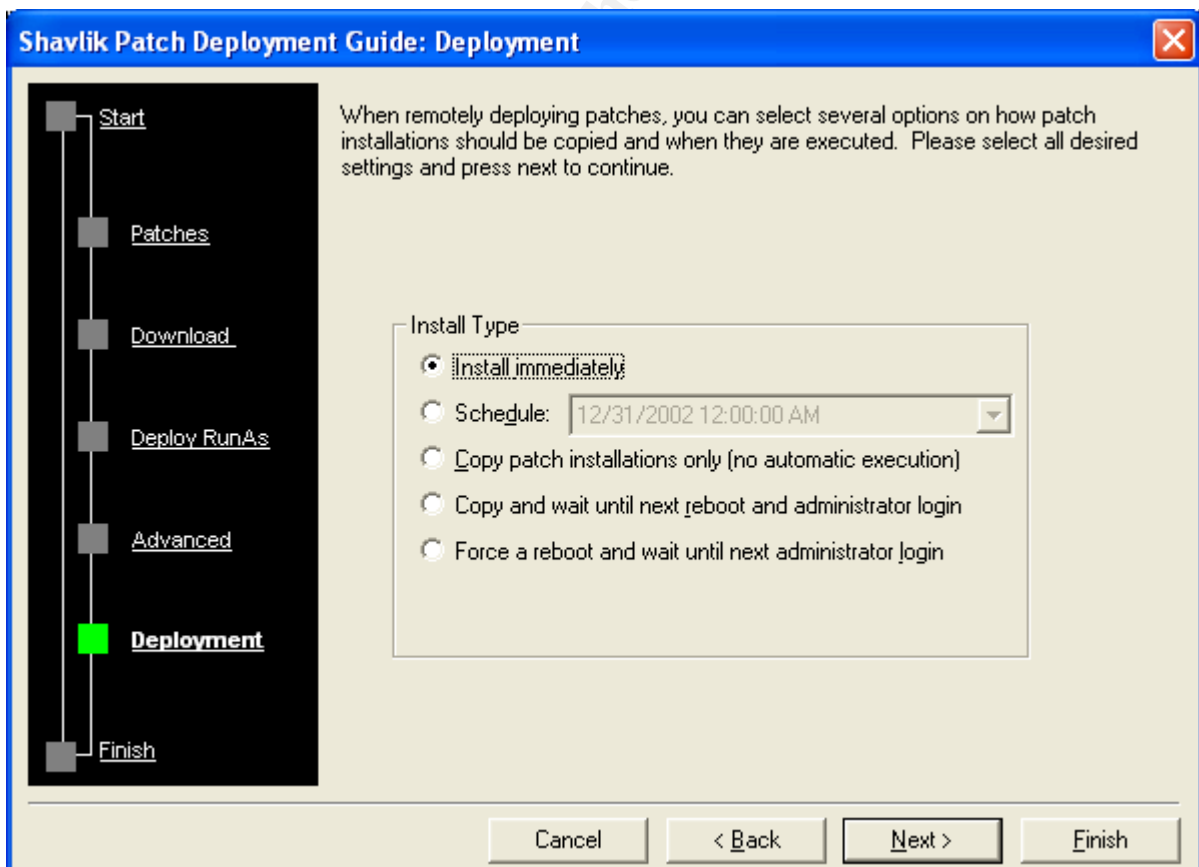 Shavlik Patch Deployment Guide: Deployment
Start
Patches
Download
Deploy RunAs
Advanced
Deployment
Finish
When remotely deploying patches, you can select several options on how patch
installations should be copied and when they are executed. Please select all desired
settings and press next to continue.
Install Type
Install immediately
Schedule: 12/31/2002 12:00:00 AM
Copy patch installations only (no automatic execution)
Copy and wait until next reboot and administrator login
Force a reboot and wait until next administrator login
Cancel
< Back
Next >
Finish